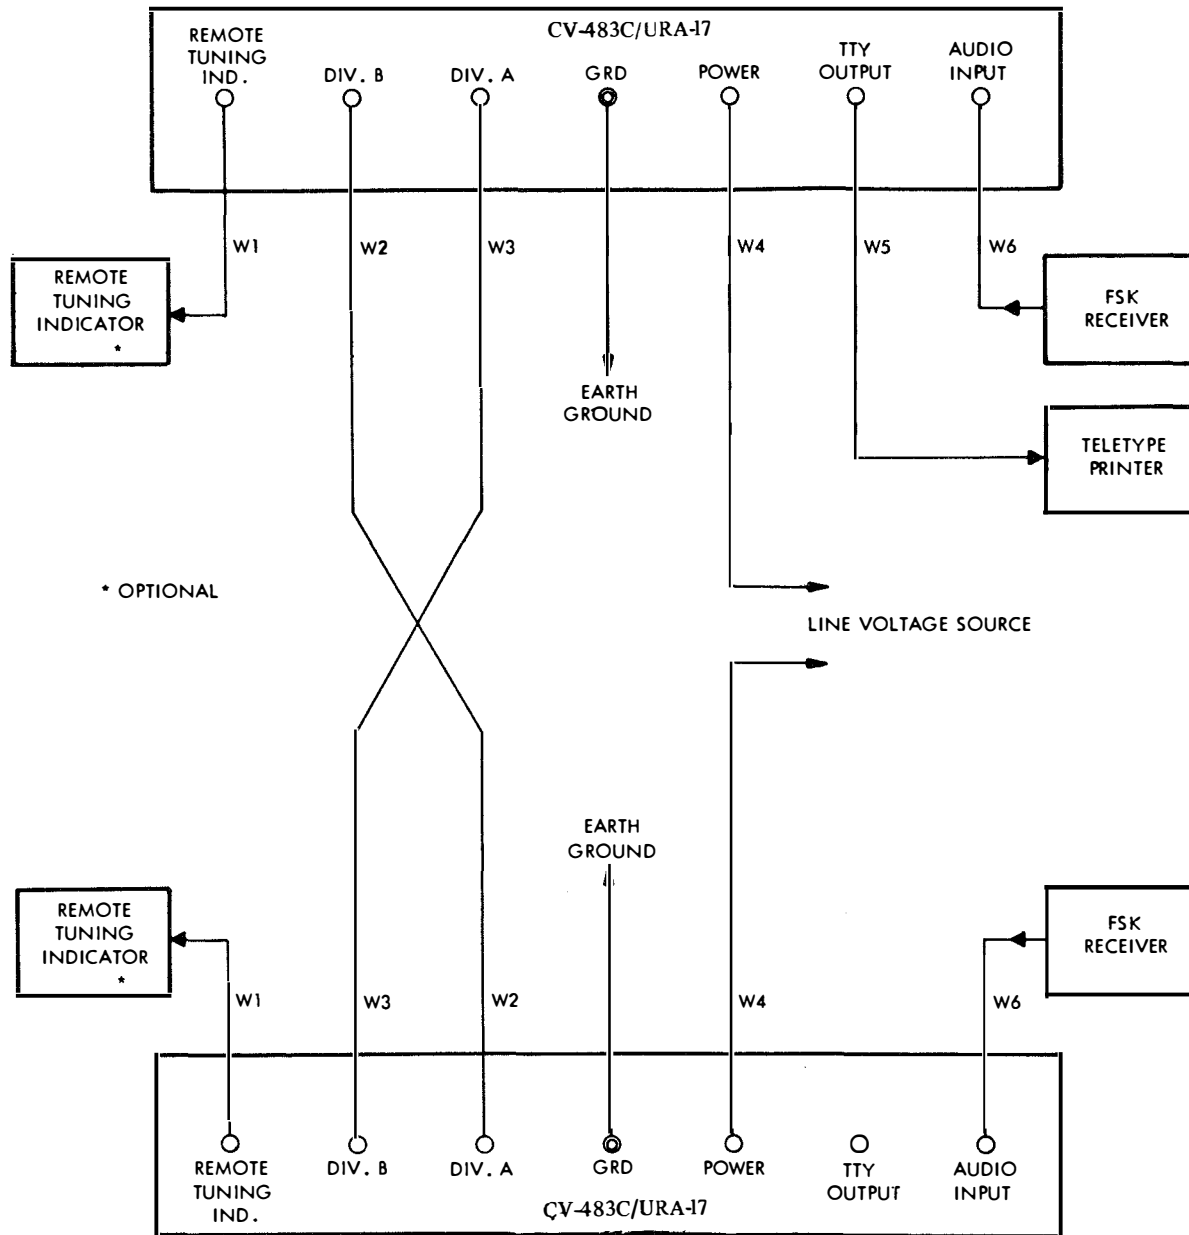 CV-483C/URA-17
REMOTE
TUNING
IND.
DIV. B
DIV. A
GRD
POWER
TTY
OUTPUT
AUDIO
INPUT
W1
W2
W3
W4
W5
W6
REMOTE
TUNING
INDICATOR
*
FSK
RECEIVER
EARTH
GROUND
TELETYPE
PRINTER
* OPTIONAL
LINE VOLTAGE SOURCE
EARTH
GROUND
REMOTE
TUNING
INDICATOR
*
FSK
RECEIVER
W1
W3
W2
W4
W6
REMOTE
TUNING
IND.
DIV. B
DIV. A
GRD
POWER
TTY
OUTPUT
AUDIO
INPUT
CV-483C/URA-17